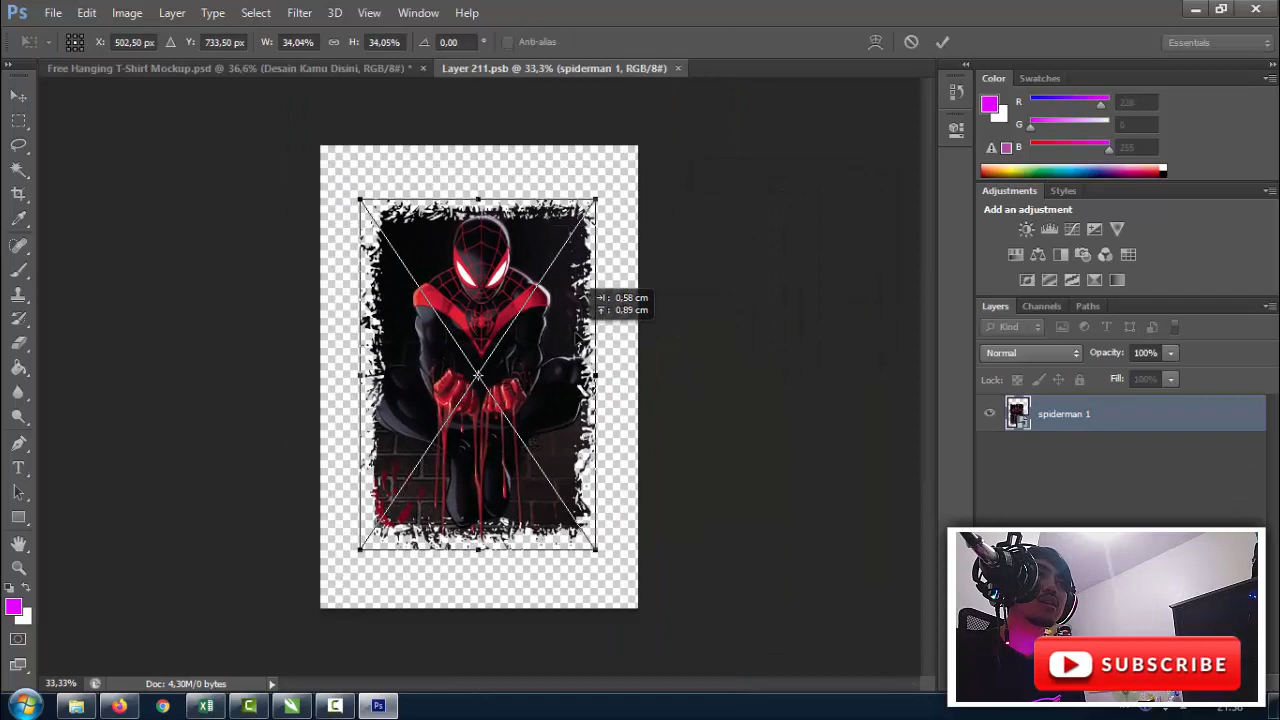 Ps File Edit Image Layer Type Select Filter 3D View Window Help
X: 502,50 px Y: 733,50 px W: 34,04% H: 34,05% 0,00 ° Anti-alias Essentials
Free Hanging T-Shirt Mockup.psd @ 36,6% (Desain Kamu Disini, RGB/8#) * × Layer 211.psb @ 33,3% (spiderman 1, RGB/8#) ×
Color Swatches
R
G 0
B 255
Adjustments Styles
Add an adjustment
: 0,58 cm
: 0,89 cm
Layers Channels Paths
Kind
Normal Opacity: 100%
Lock: Fill: 100%
spiderman 1
SUBSCRIBE
33,33% Doc: 4,30M/0 bytes
Ps